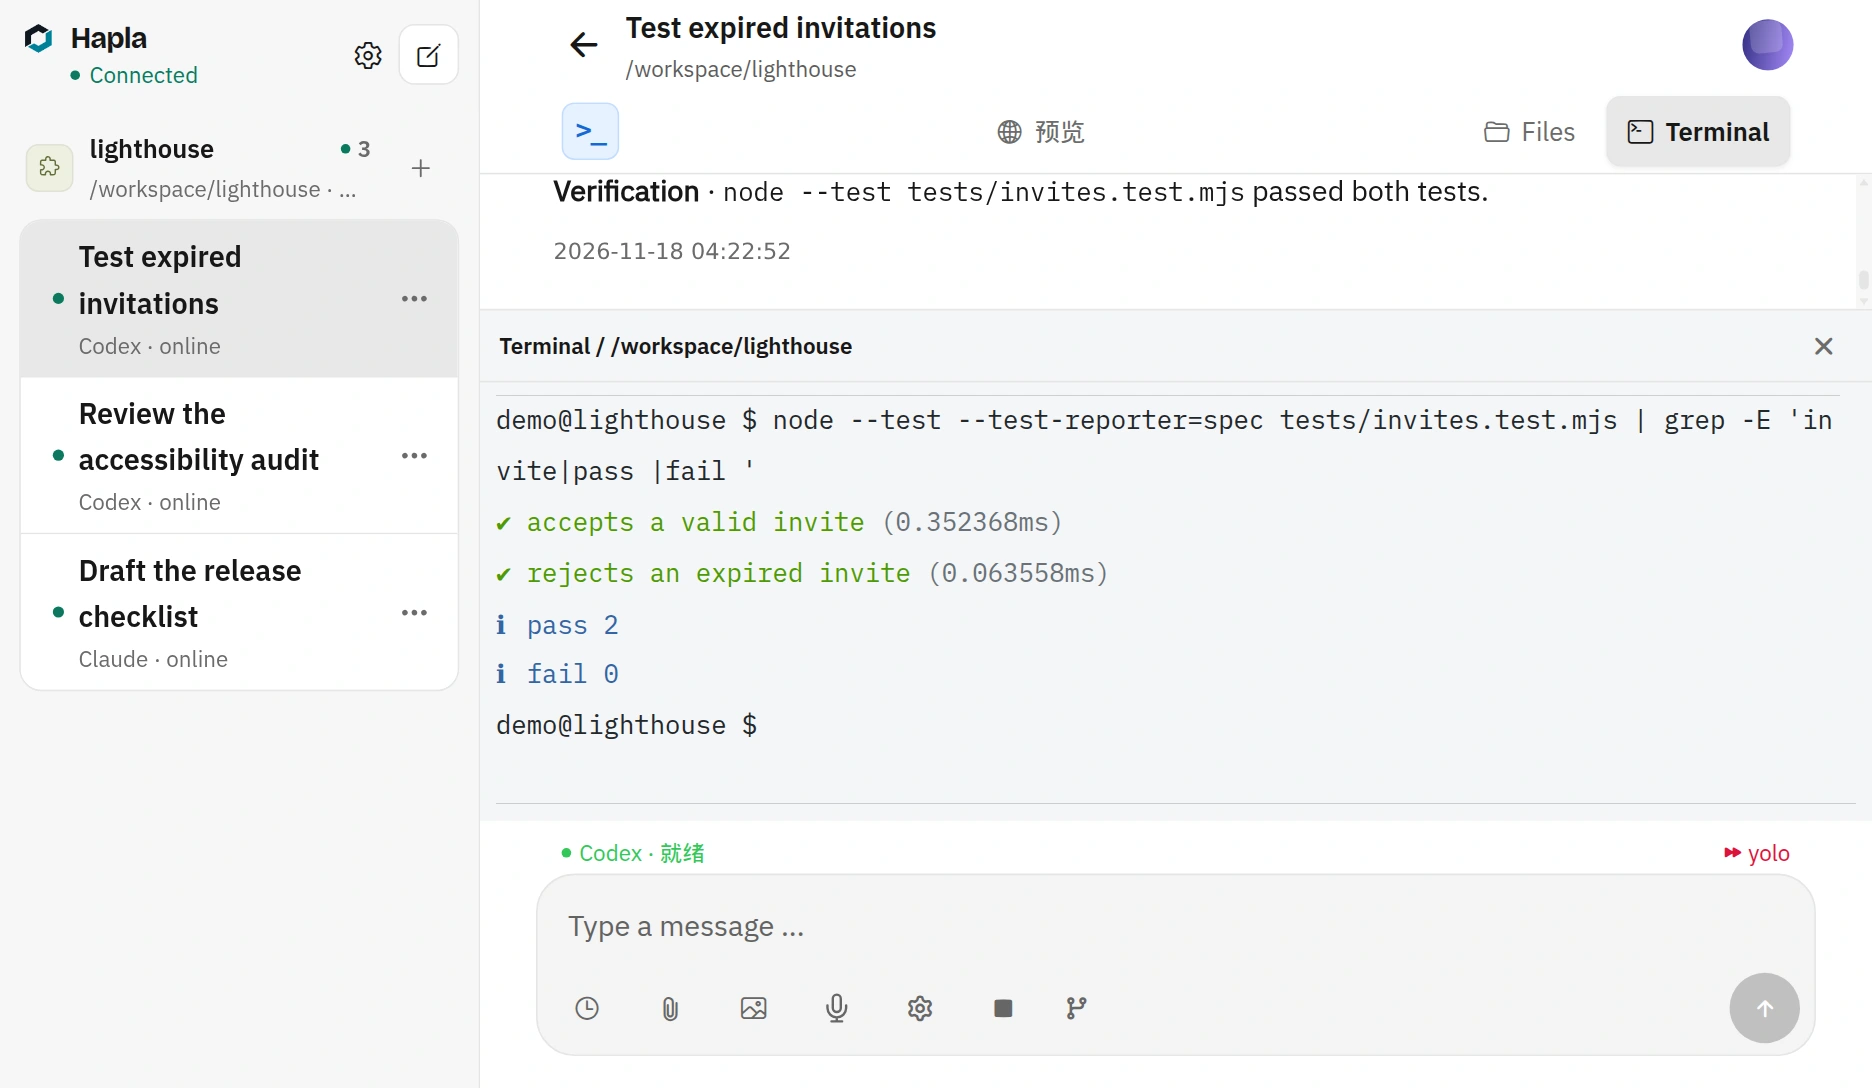 Hapla
Connected
lighthouse
3
/workspace/lighthouse · ...
Test expired
invitations
Codex · online
Review the
accessibility audit
Codex · online
Draft the release
checklist
Claude · online
Test expired invitations
/workspace/lighthouse
>_
预览
Files
Terminal
Verification · node --test tests/invites.test.mjs passed both tests.
2026-11-18 04:22:52
Terminal / /workspace/lighthouse
demo@lighthouse $ node --test --test-reporter=spec tests/invites.test.mjs | grep -E 'in
vite|pass |fail '
✔ accepts a valid invite (0.352368ms)
✔ rejects an expired invite (0.063558ms)
ℹ pass 2
ℹ fail 0
demo@lighthouse $
Codex · 就绪
yolo
Type a message ...